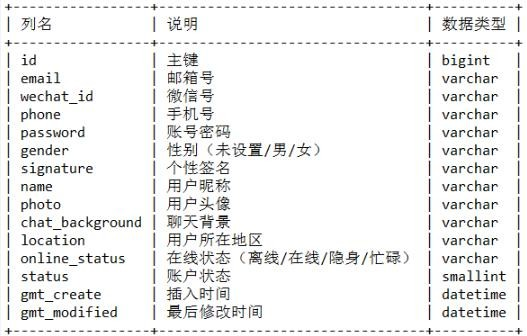 列名 | 说明 | 数据类型
id | 主键 | bigint
email | 邮箱号 | varchar
wechat_id | 微信号 | varchar
phone | 手机号 | varchar
password | 账号密码 | varchar
gender | 性别（未设置/男/女） | varchar
signature | 个性签名 | varchar
name | 用户昵称 | varchar
photo | 用户头像 | varchar
chat_background | 聊天背景 | varchar
location | 用户所在地区 | varchar
online_status | 在线状态（离线/在线/隐身/忙碌） | varchar
status | 账户状态 | smallint
gmt_create | 插入时间 | datetime
gmt_modified | 最后修改时间 | datetime